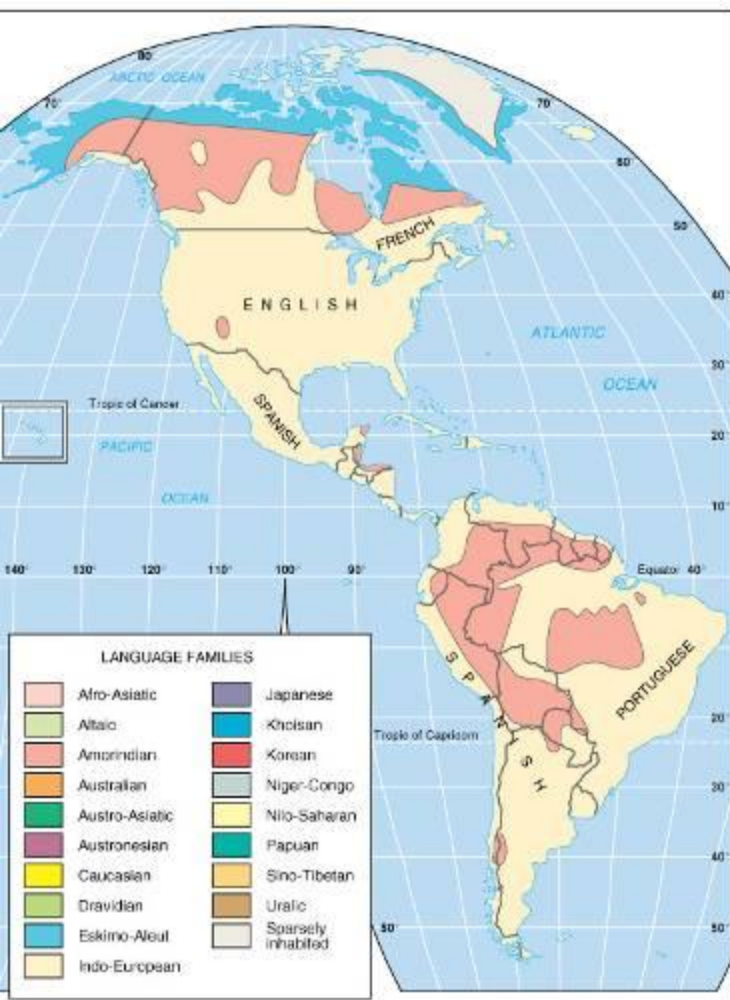 80°
ARCTIC OCEAN
70°
70°
60°
50°
FRENCH
40°
ENGLISH
ATLANTIC
30°
OCEAN
Tropic of Cancer
SPANISH
20°
PACIFIC
OCEAN
10°
140°
130°
120°
110°
100°
90°
Equator
40°
LANGUAGE FAMILIES
Afro-Asiatic
Altaic
Amerindian
Australian
Austro-Asiatic
Austronesian
Caucasian
Dravidian
Eskimo-Aleut
Indo-European
Japanese
Khoisan
Korean
Niger-Congo
Nilo-Saharan
Papuan
Sino-Tibetan
Uralic
Sparsely
inhabited
SPANISH
PORTUGUESE
Tropic of Capricorn
20°
30°
40°
50°
50°